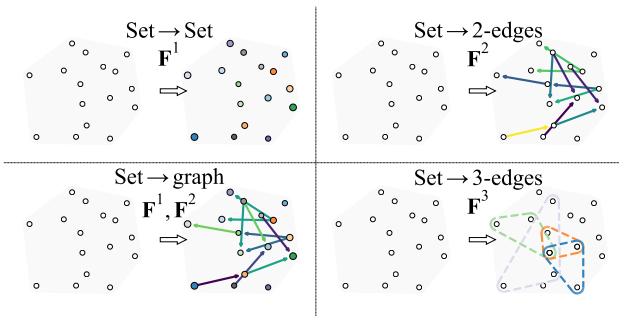 Set → Set
F¹
Set → 2-edges
F²
Set → graph
F¹, F²
Set → 3-edges
F³